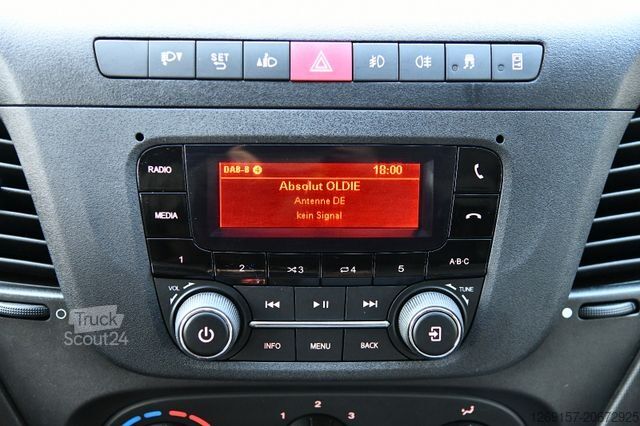 SET
RADIO
MEDIA
DAB-B 4 18:00
Absolut OLDIE
Antenne DE
kein Signal
1 2 3 4 5 A·B·C
VOL
TUNE
INFO MENU BACK
Truck
Scout24
1 2 3
1269157-20672925